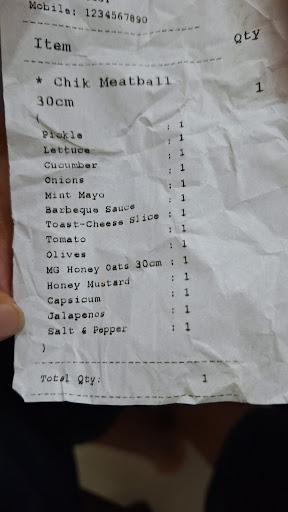 Mobile: 1234567890
Item Qty
* Chik Meatball 1
30cm
(
Pickle : 1
Lettuce : 1
Cucumber : 1
Onions : 1
Mint Mayo : 1
Barbeque Sauce : 1
Toast-Cheese Slice : 1
Tomato : 1
Olives : 1
MG Honey Oats 30cm : 1
Honey Mustard : 1
Capsicum : 1
Jalapenos : 1
Salt & Pepper : 1
)
Total Qty: 1